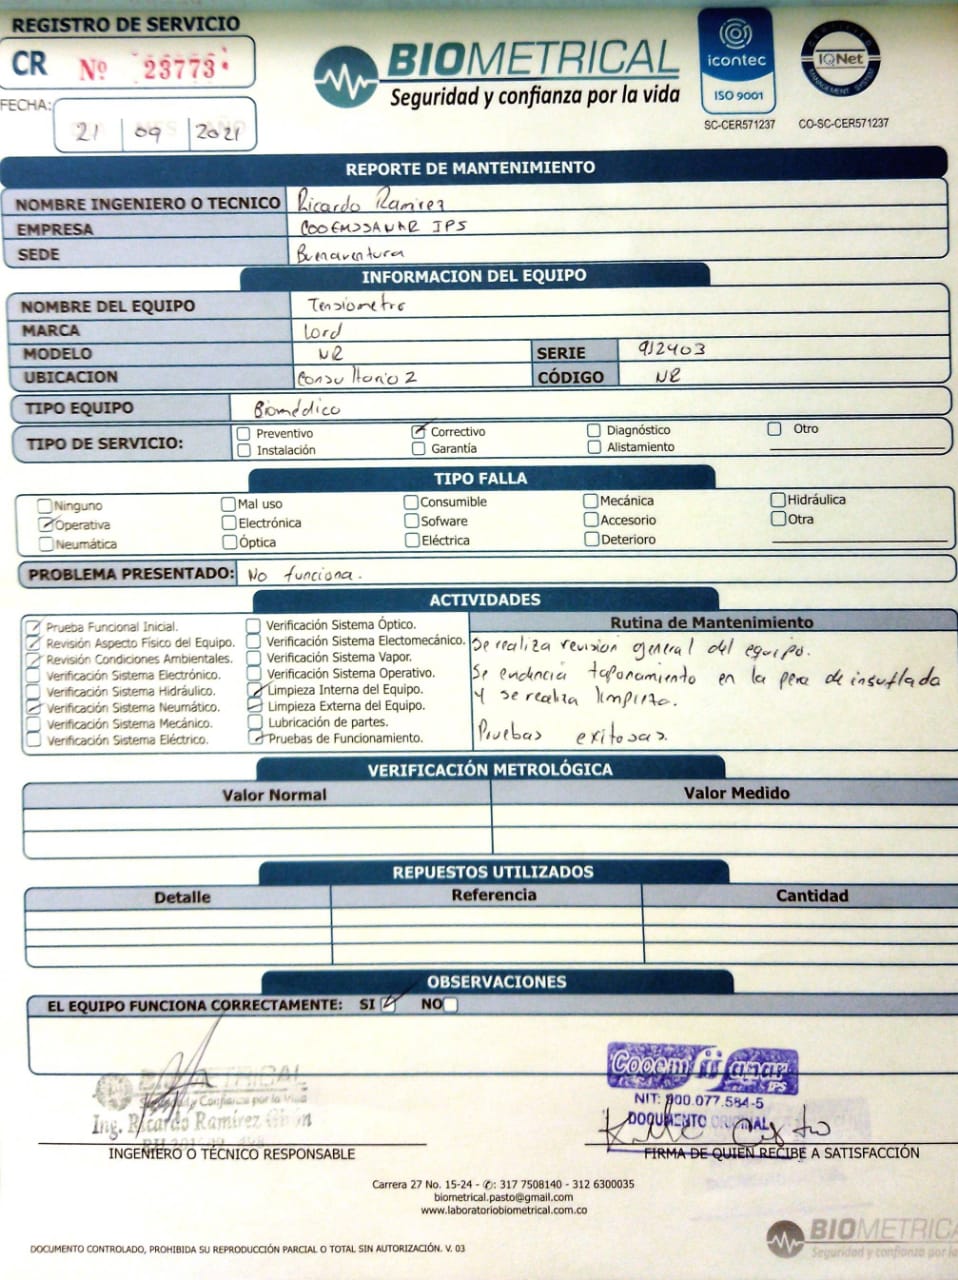 REGISTRO DE SERVICIO
CR Nº 23773
FECHA: 21 09 2021
BIOMETRICAL
Seguridad y confianza por la vida
icontec
ISO 9001
SC-CER571237
IQNet
MANAGEMENT SYSTEM
CO-SC-CER571237
REPORTE DE MANTENIMIENTO
NOMBRE INGENIERO O TECNICO Ricardo Ramirez
EMPRESA COOEMSSANAR IPS
SEDE Buenaventura
INFORMACION DEL EQUIPO
NOMBRE DEL EQUIPO Tensiometro
MARCA Lord
MODELO NR SERIE 912403
UBICACION Consultorio 2 CÓDIGO NR
TIPO EQUIPO Biomédico
TIPO DE SERVICIO: Preventivo Correctivo Diagnóstico Otro
Instalación Garantía Alistamiento
TIPO FALLA
Ninguno Mal uso Consumible Mecánica Hidráulica
Operativa Electrónica Sofware Accesorio Otra
Neumática Óptica Eléctrica Deterioro
PROBLEMA PRESENTADO: No funciona.
ACTIVIDADES
Prueba Funcional Inicial.
Revisión Aspecto Físico del Equipo.
Revisión Condiciones Ambientales.
Verificación Sistema Electrónico.
Verificación Sistema Hidráulico.
Verificación Sistema Neumático.
Verificación Sistema Mecánico.
Verificación Sistema Eléctrico.
Verificación Sistema Óptico.
Verificación Sistema Electomecánico.
Verificación Sistema Vapor.
Verificación Sistema Operativo.
Limpieza Interna del Equipo.
Limpieza Externa del Equipo.
Lubricación de partes.
Pruebas de Funcionamiento.
Rutina de Mantenimiento
Se realiza revision general del equipo.
Se evidencia taponamiento en la pera de insuflada
y se realiza limpieza.
Pruebas exitosas.
VERIFICACIÓN METROLÓGICA
Valor Normal Valor Medido
REPUESTOS UTILIZADOS
Detalle Referencia Cantidad
OBSERVACIONES
EL EQUIPO FUNCIONA CORRECTAMENTE: SI NO
BIOMETRICAL
Seguridad y Confianza por la Vida
Ing. Ricardo Ramírez
INGENIERO O TÉCNICO RESPONSABLE
Cooemssanar IPS
NIT: 900.077.584-5
DOCUMENTO ORIGINAL
FIRMA DE QUIEN RECIBE A SATISFACCIÓN
Carrera 27 No. 15-24 - ✆: 317 7508140 - 312 6300035
biometrical.pasto@gmail.com
www.laboratoriobiometrical.com.co
BIOMETRICA
Seguridad y confianza por la
DOCUMENTO CONTROLADO, PROHIBIDA SU REPRODUCCIÓN PARCIAL O TOTAL SIN AUTORIZACIÓN. V. 03